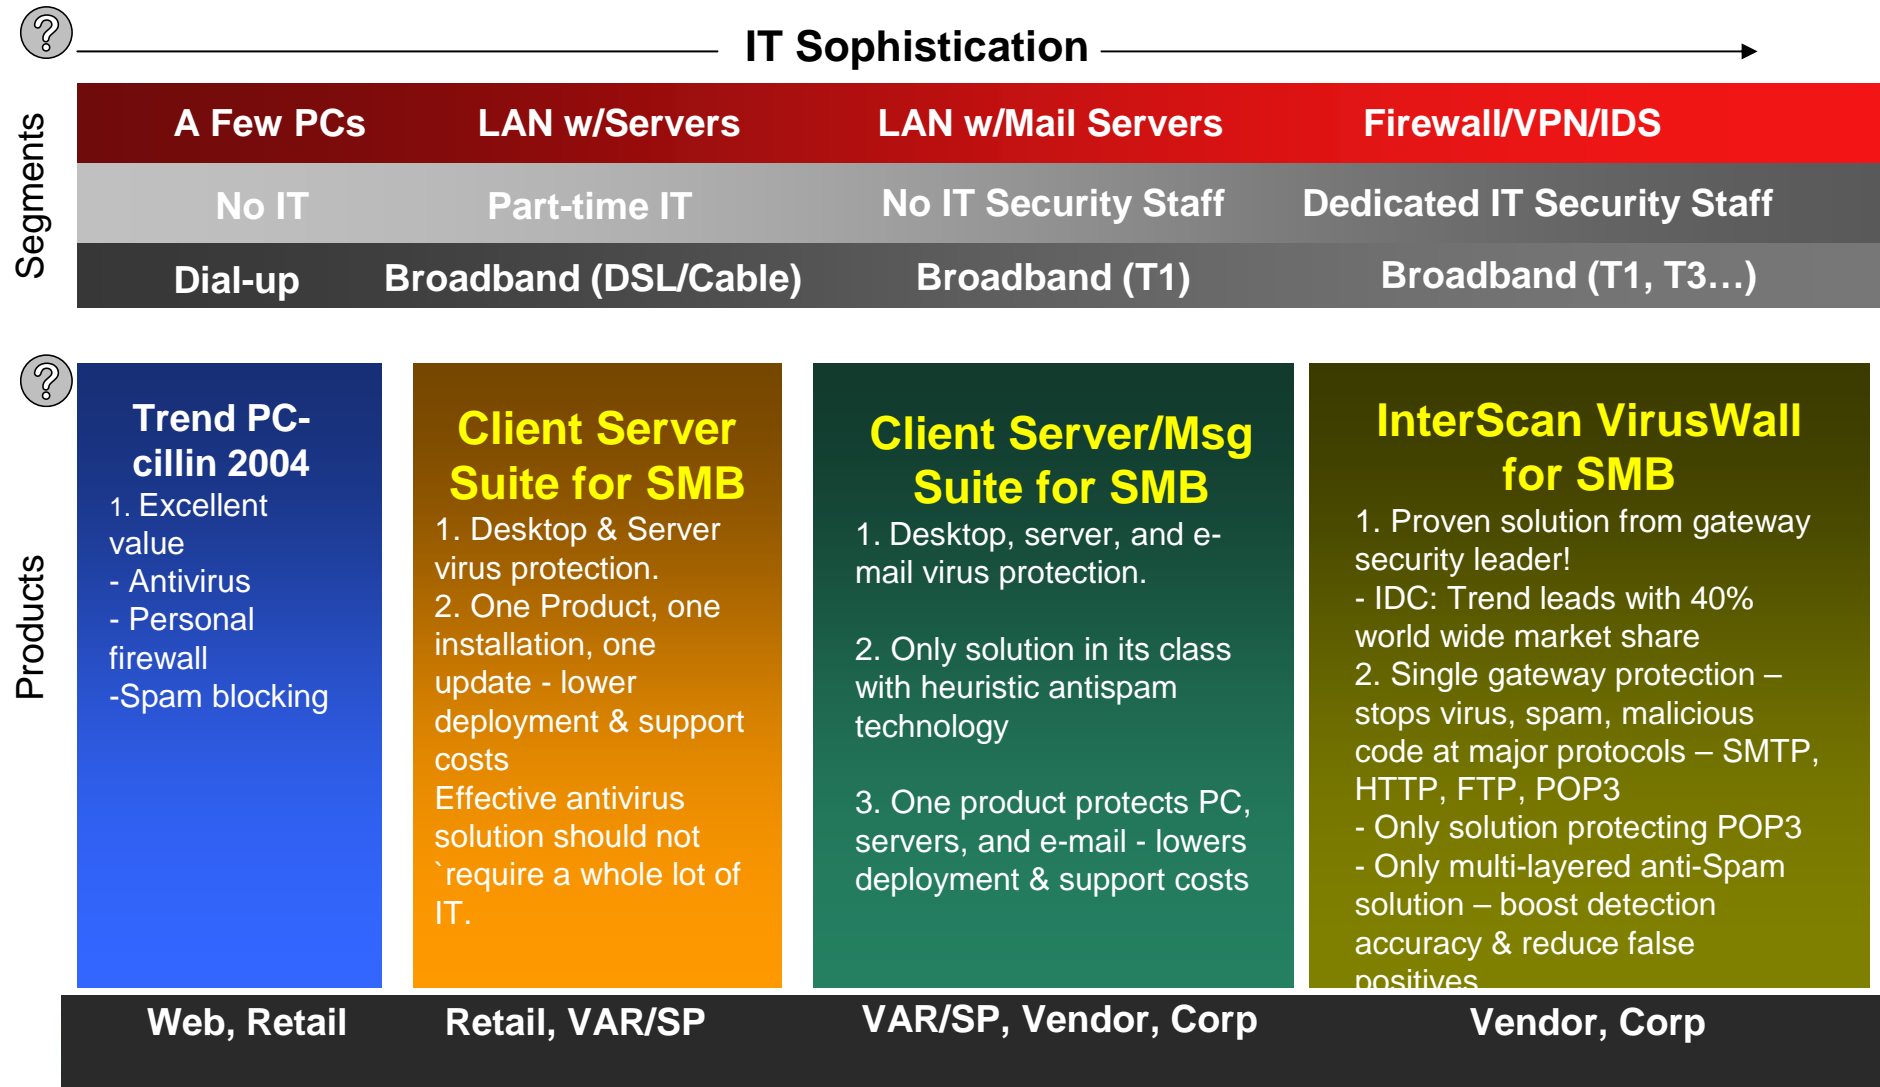 ?
IT Sophistication
Segments
A Few PCs
LAN w/Servers
LAN w/Mail Servers
Firewall/VPN/IDS
No IT
Part-time IT
No IT Security Staff
Dedicated IT Security Staff
Dial-up
Broadband (DSL/Cable)
Broadband (T1)
Broadband (T1, T3…)
?
Products
Trend PC-
cillin 2004
1. Excellent
value
- Antivirus
- Personal
firewall
-Spam blocking
Client Server
Suite for SMB
1. Desktop & Server
virus protection.
2. One Product, one
installation, one
update - lower
deployment & support
costs
Effective antivirus
solution should not
`require a whole lot of
IT.
Client Server/Msg
Suite for SMB
1. Desktop, server, and e-
mail virus protection.
2. Only solution in its class
with heuristic antispam
technology
3. One product protects PC,
servers, and e-mail - lowers
deployment & support costs
InterScan VirusWall
for SMB
1. Proven solution from gateway
security leader!
- IDC: Trend leads with 40%
world wide market share
2. Single gateway protection –
stops virus, spam, malicious
code at major protocols – SMTP,
HTTP, FTP, POP3
- Only solution protecting POP3
- Only multi-layered anti-Spam
solution – boost detection
accuracy & reduce false
positives
Web, Retail
Retail, VAR/SP
VAR/SP, Vendor, Corp
Vendor, Corp